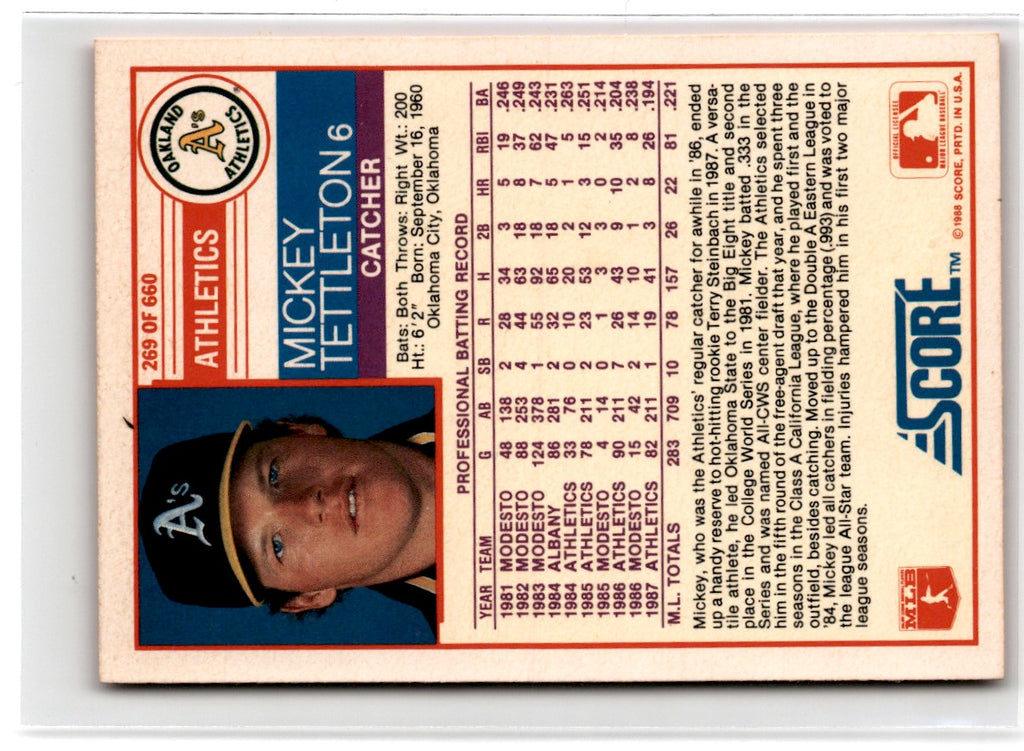 269 OF 660
ATHLETICS
OAKLAND
A's
ATHLETICS
MICKEY
TETTLETON 6
CATCHER
A's
Bats: Both Throws: Right Wt.: 200
Ht.: 6'2" Born: September 16, 1960
Oklahoma City, Oklahoma
PROFESSIONAL BATTING RECORD
YEAR TEAM G AB SB R H 2B HR RBI BA
1981 MODESTO 48 138 2 28 34 3 5 19 .246
1982 MODESTO 88 253 4 44 63 18 8 37 .249
1983 MODESTO 124 378 1 55 92 18 7 62 .243
1984 ALBANY 86 281 2 32 65 18 5 47 .231
1984 ATHLETICS 33 76 0 10 20 2 1 5 .263
1985 ATHLETICS 78 211 2 23 53 12 3 15 .251
1985 MODESTO 4 14 0 1 3 3 0 2 .214
1986 ATHLETICS 90 211 7 26 43 9 10 35 .204
1986 MODESTO 15 42 2 14 10 1 2 8 .238
1987 ATHLETICS 82 211 1 19 41 3 8 26 .194
M.L. TOTALS 283 709 10 78 157 26 22 81 .221
Mickey, who was the Athletics' regular catcher for awhile in '86, ended
up a handy reserve to hot-hitting rookie Terry Steinbach in 1987. A versa-
tile athlete, he led Oklahoma State to the Big Eight title and second
place in the College World Series in 1981. Mickey batted .333 in the
Series and was named All-CWS center fielder. The Athletics selected
him in the fifth round of the free-agent draft that year, and he spent three
seasons in the Class A California League, where he played first and the
outfield, besides catching. Moved up to the Double A Eastern League in
'84, Mickey led all catchers in fielding percentage (.993) and was voted to
the league All-Star team. Injuries hampered him in his first two major
league seasons.
MLB
SCORE™
OFFICIAL LICENSEE
MAJOR LEAGUE BASEBALL
©1988 SCORE, PRTD. IN U.S.A.